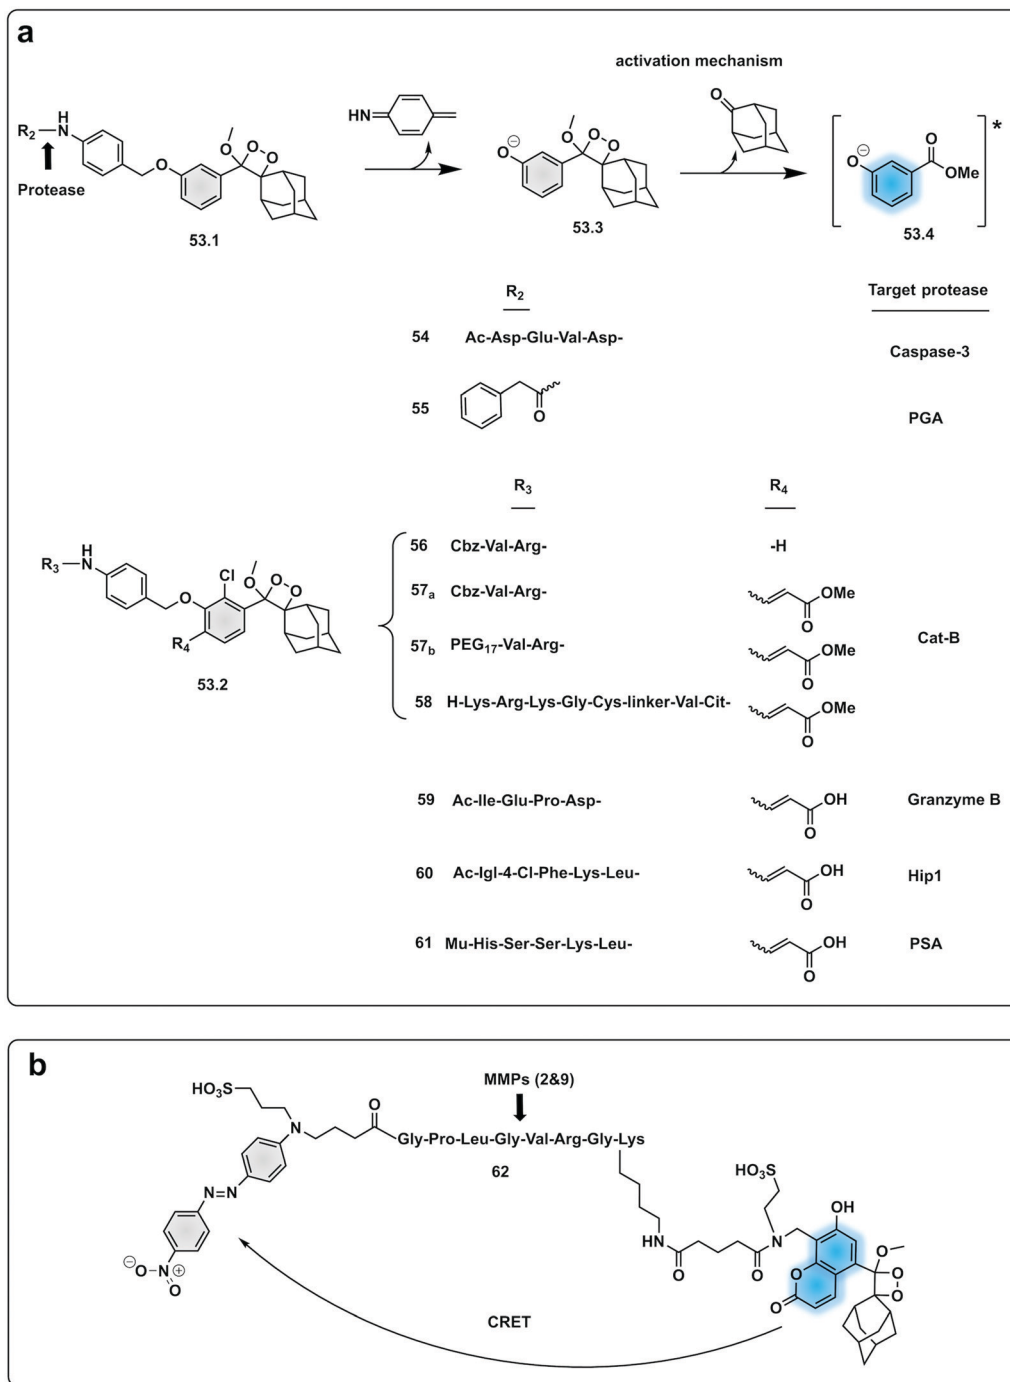 a
activation mechanism
HN
O
*
R2 H N
O O
O
O ⊖
O O
O
O ⊖
O
OMe
Protease
53.1
53.3
53.4
R2
Target protease
54 Ac-Asp-Glu-Val-Asp-
Caspase-3
55
O
PGA
R3 R4
56 Cbz-Val-Arg- -H
R3 H N
Cl
O
O O
O
R4
53.2
57a Cbz-Val-Arg- OMe
O
57b PEG17-Val-Arg- OMe
O
Cat-B
58 H-Lys-Arg-Lys-Gly-Cys-linker-Val-Cit- OMe
O
59 Ac-Ile-Glu-Pro-Asp- OH Granzyme B
O
60 Ac-Igl-4-Cl-Phe-Lys-Leu- OH Hip1
O
61 Mu-His-Ser-Ser-Lys-Leu- OH PSA
O
b
MMPs (2&9)
HO3S
O
N
Gly-Pro-Leu-Gly-Val-Arg-Gly-Lys
62
N=N
HO3S
OH
NH
O
N
O
O
O
O
O
O
⊖ O N ⊕
O
CRET